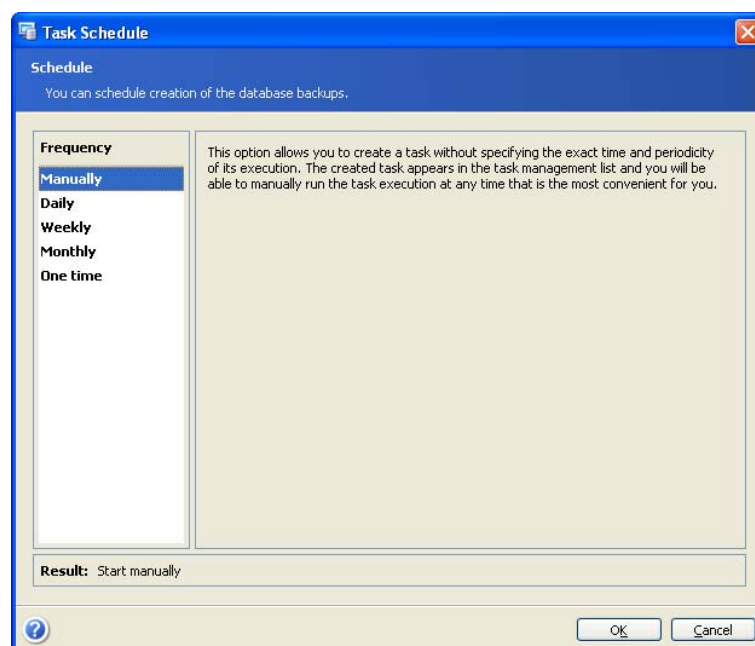 Task Schedule
Schedule
You can schedule creation of the database backups.
Frequency
Manually
Daily
Weekly
Monthly
One time
This option allows you to create a task without specifying the exact time and periodicity
of its execution. The created task appears in the task management list and you will be
able to manually run the task execution at any time that is the most convenient for you.
Result: Start manually
OK
Cancel